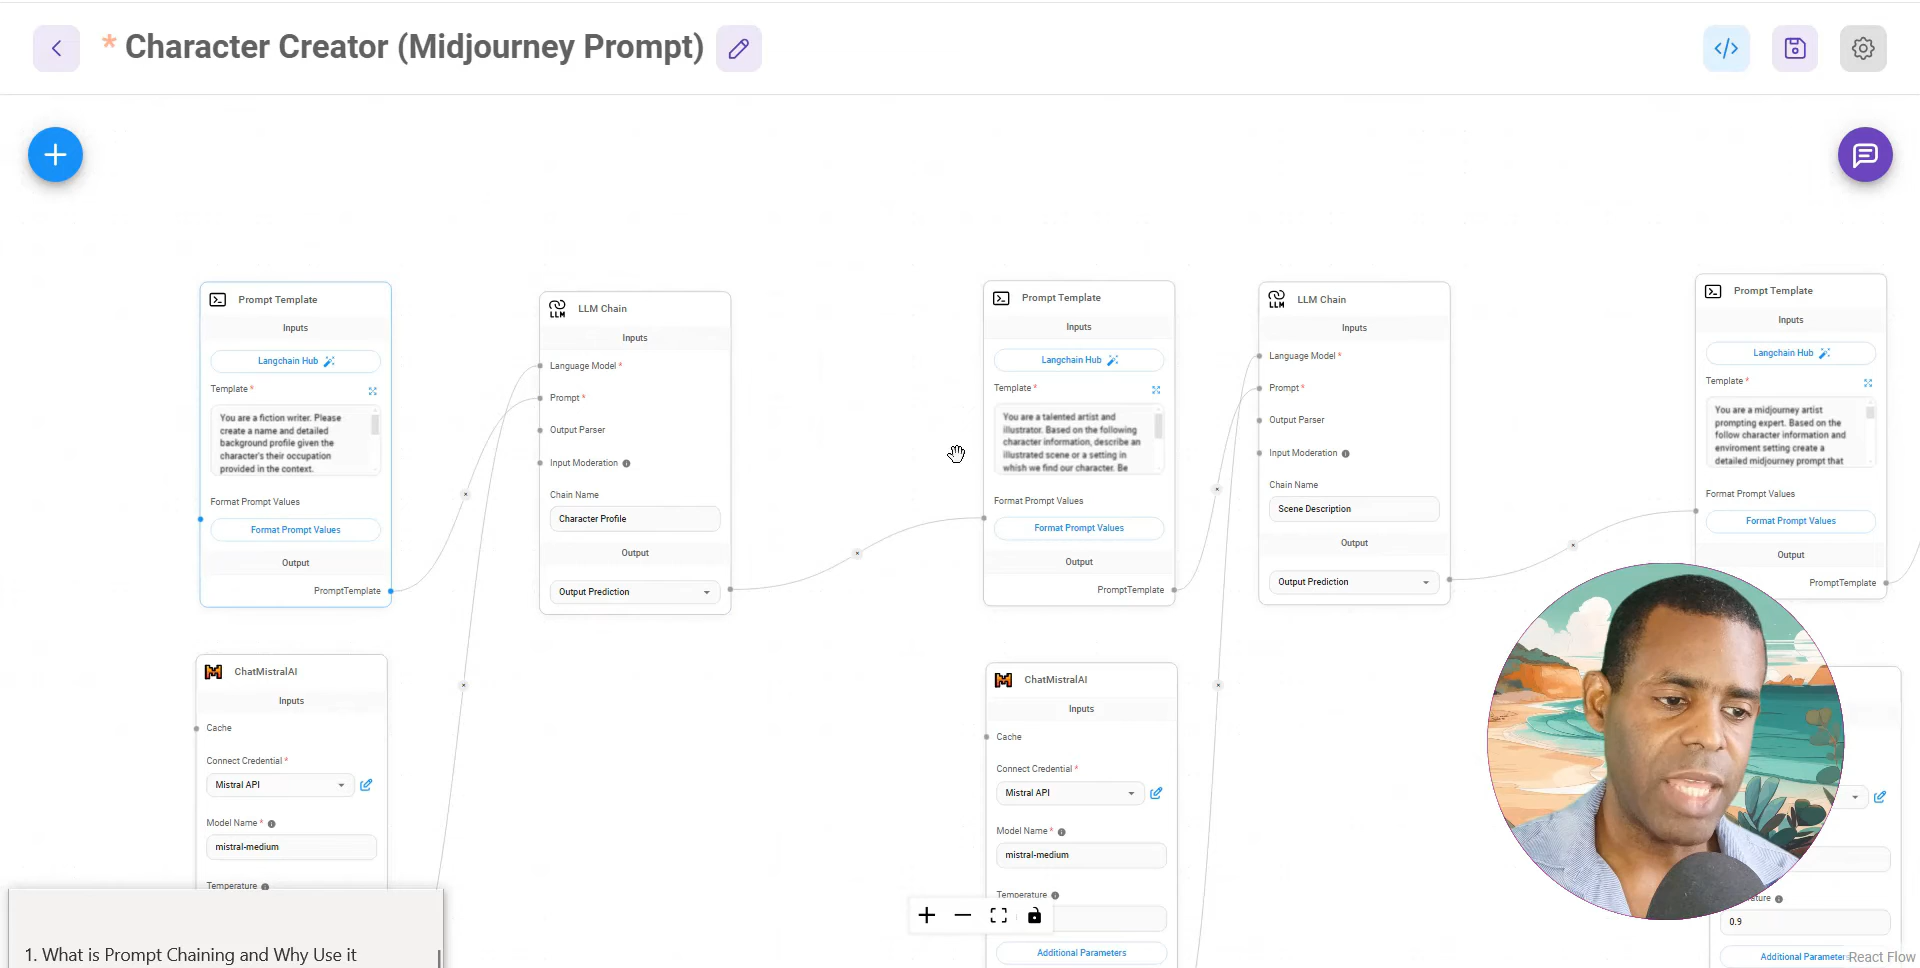 * Character Creator (Midjourney Prompt)
Prompt Template
Inputs
Langchain Hub
Template *
You are a fiction writer. Please
create a name and detailed
background profile given the
character's their occupation
provided in the context.
Format Prompt Values
Format Prompt Values
Output
PromptTemplate
LLM
LLM Chain
Inputs
Language Model *
Prompt *
Output Parser
Input Moderation
Chain Name
Character Profile
Output
Output Prediction
Prompt Template
Inputs
Langchain Hub
Template *
You are a talented artist and
illustrator. Based on the following
character information, describe an
illustrated scene or a setting in
which we find our character. Be
Format Prompt Values
Format Prompt Values
Output
PromptTemplate
LLM
LLM Chain
Inputs
Language Model *
Prompt *
Output Parser
Input Moderation
Chain Name
Scene Description
Output
Output Prediction
Prompt Template
Inputs
Langchain Hub
Template *
You are a midjourney artist
prompting expert. Based on the
follow character information and
enviroment setting create a
detailed midjourney prompt that
Format Prompt Values
Format Prompt Values
Output
PromptTemplate
ChatMistralAI
Inputs
Cache
Connect Credential *
Mistral API
Model Name *
mistral-medium
Temperature
ChatMistralAI
Inputs
Cache
Connect Credential *
Mistral API
Model Name *
mistral-medium
Temperature
Additional Parameters
0.9
Additional Parameters
React Flow
1. What is Prompt Chaining and Why Use it